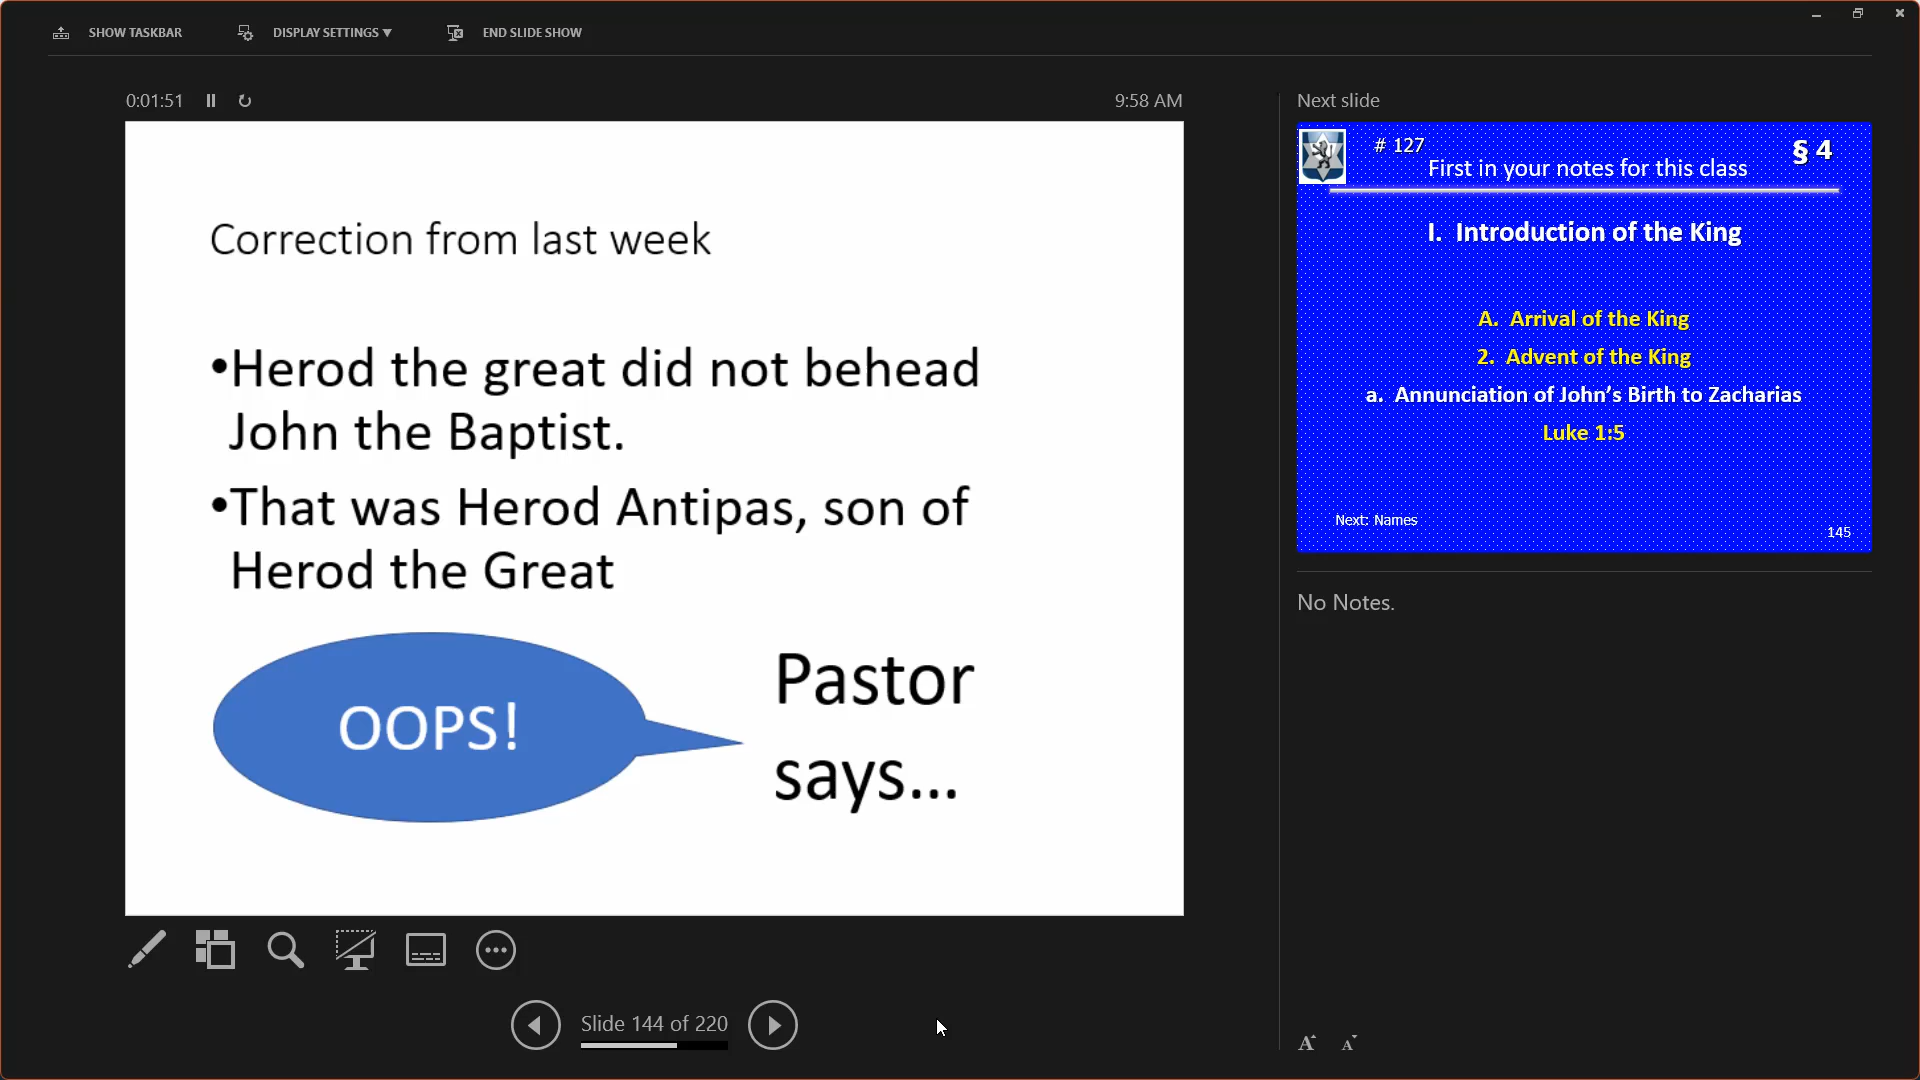 SHOW TASKBAR
DISPLAY SETTINGS ▼
END SLIDE SHOW
0:01:51
9:58 AM
Correction from last week
•Herod the great did not behead
John the Baptist.
•That was Herod Antipas, son of
Herod the Great
OOPS!
Pastor
says...
Slide 144 of 220
Next slide
# 127
§ 4
First in your notes for this class
I. Introduction of the King
A. Arrival of the King
2. Advent of the King
a. Annunciation of John’s Birth to Zacharias
Luke 1:5
Next: Names
145
No Notes.
A
A